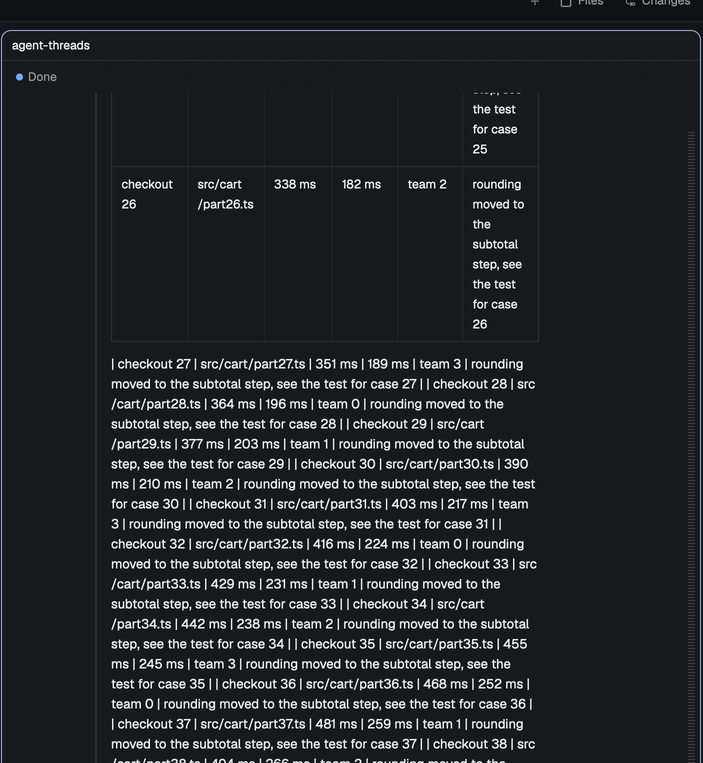 + Files Changes
agent-threads
Done
step, see
the test
for case
25
checkout 26 src/cart/part26.ts 338 ms 182 ms team 2 rounding
moved to
the
subtotal
step, see
the test
for case
26
| checkout 27 | src/cart/part27.ts | 351 ms | 189 ms | team 3 | rounding
moved to the subtotal step, see the test for case 27 | | checkout 28 | src
/cart/part28.ts | 364 ms | 196 ms | team 0 | rounding moved to the
subtotal step, see the test for case 28 | | checkout 29 | src/cart
/part29.ts | 377 ms | 203 ms | team 1 | rounding moved to the subtotal
step, see the test for case 29 | | checkout 30 | src/cart/part30.ts | 390
ms | 210 ms | team 2 | rounding moved to the subtotal step, see the test
for case 30 | | checkout 31 | src/cart/part31.ts | 403 ms | 217 ms | team
3 | rounding moved to the subtotal step, see the test for case 31 | |
checkout 32 | src/cart/part32.ts | 416 ms | 224 ms | team 0 | rounding
moved to the subtotal step, see the test for case 32 | | checkout 33 | src
/cart/part33.ts | 429 ms | 231 ms | team 1 | rounding moved to the
subtotal step, see the test for case 33 | | checkout 34 | src/cart
/part34.ts | 442 ms | 238 ms | team 2 | rounding moved to the subtotal
step, see the test for case 34 | | checkout 35 | src/cart/part35.ts | 455
ms | 245 ms | team 3 | rounding moved to the subtotal step, see the
test for case 35 | | checkout 36 | src/cart/part36.ts | 468 ms | 252 ms |
team 0 | rounding moved to the subtotal step, see the test for case 36 |
| checkout 37 | src/cart/part37.ts | 481 ms | 259 ms | team 1 | rounding
moved to the subtotal step, see the test for case 37 | | checkout 38 | src
/cart/part38.ts | 494 ms | 266 ms | team 2 | rounding moved to the